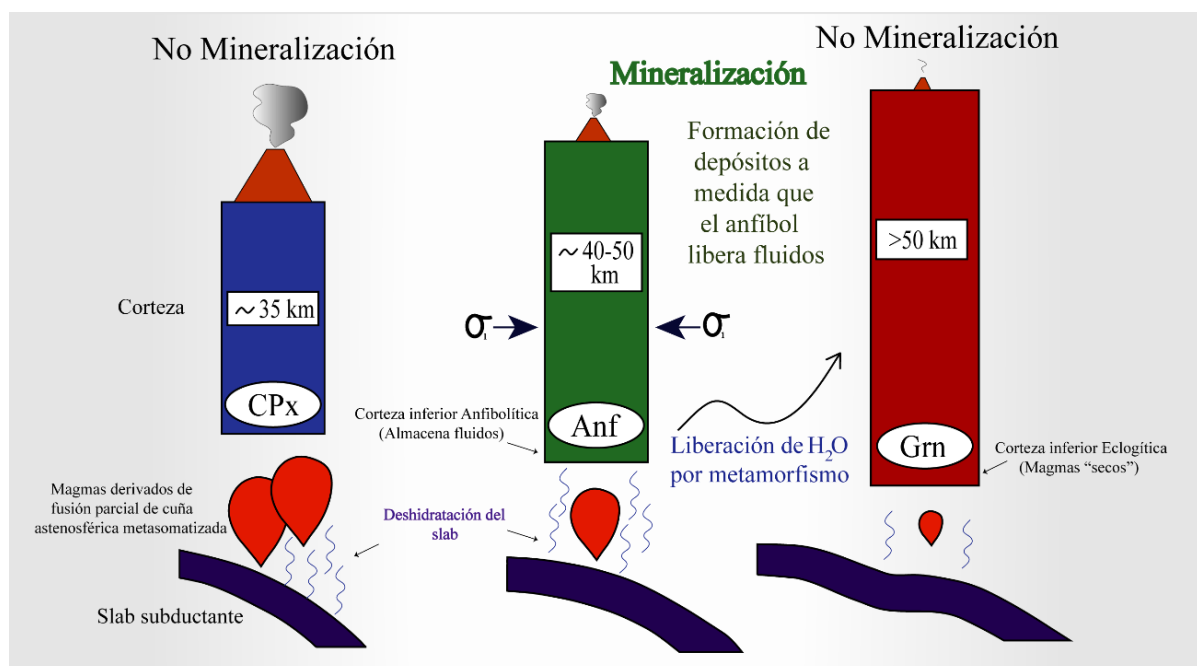 No Mineralización
Corteza
~ 35 km
CPx
Magmas derivados de
fusión parcial de cuña
astenosférica metasomatizada
Slab subductante
Mineralización
Formación de
depósitos a
medida que
el anfíbol
libera fluidos
~ 40-50
km
σ₁
σ₁
Corteza inferior Anfibolítica
(Almacena fluidos)
Anf
Deshidratación del
slab
Liberación de H₂O
por metamorfismo
No Mineralización
>50 km
Grn
Corteza inferior Eclogítica
(Magmas “secos”)